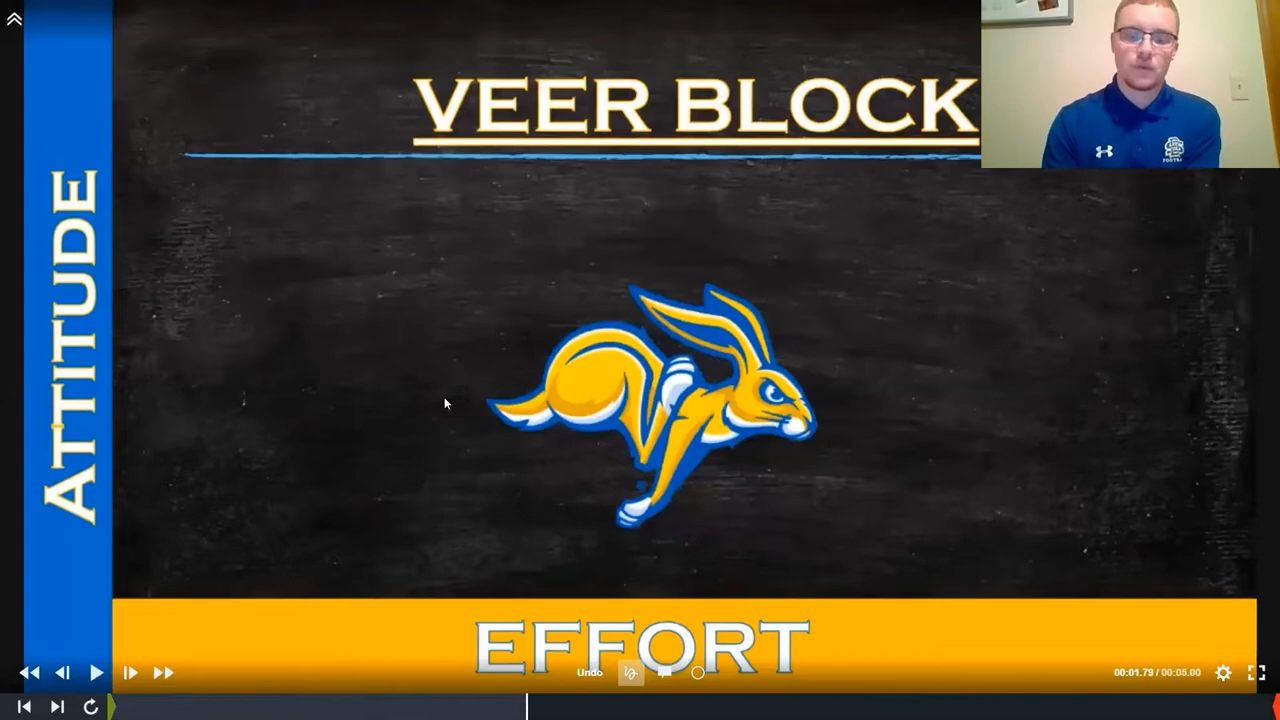 VEER BLOCK
ATTITUDE
EFFORT
Undo
00:01.79 / 00:05.00